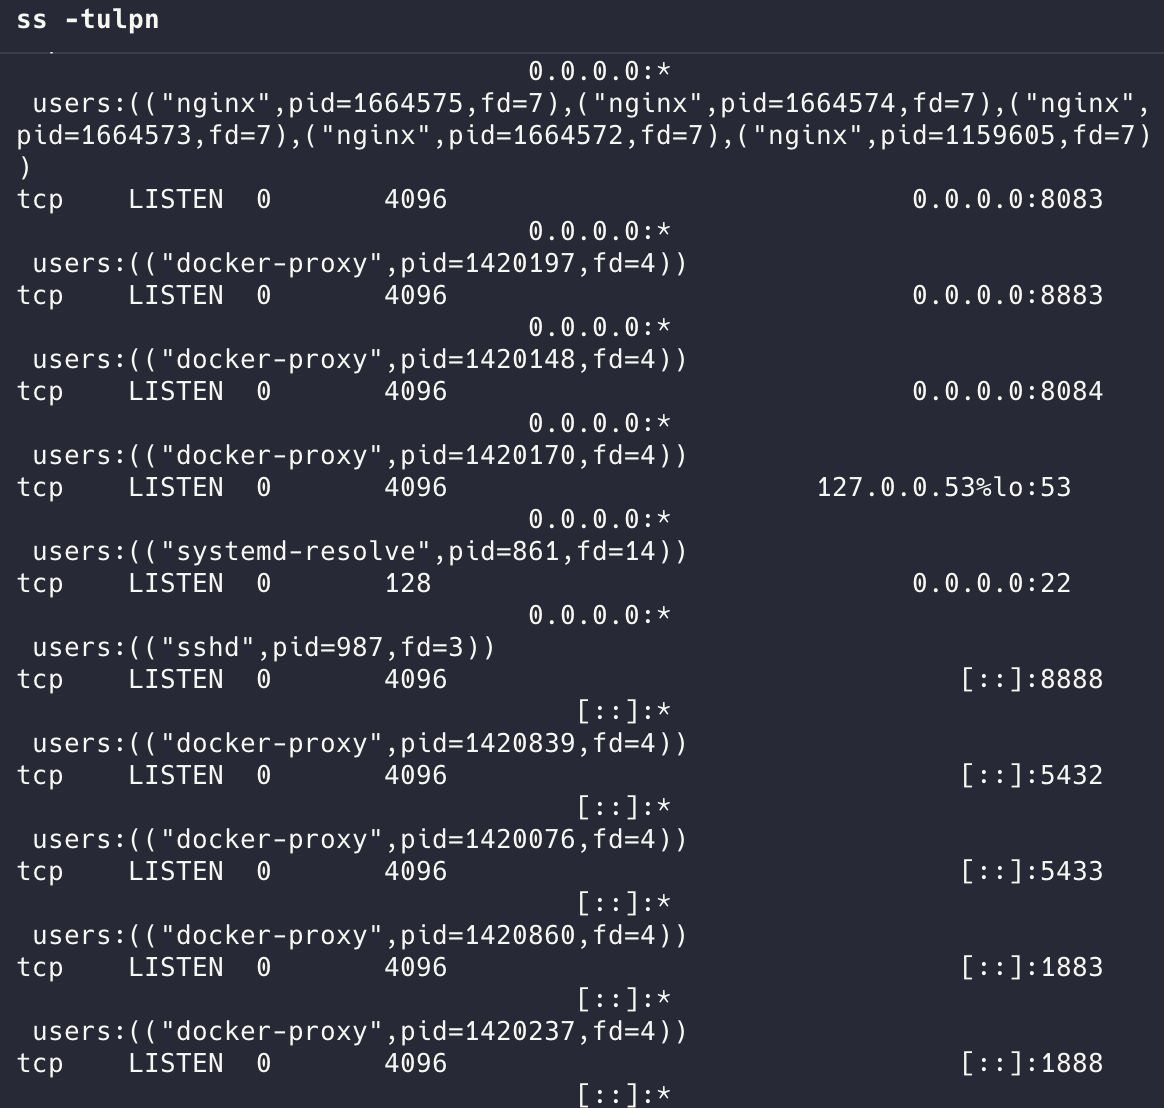 ss -tulpn
0.0.0.0:*
users:(("nginx",pid=1664575,fd=7),("nginx",pid=1664574,fd=7),("nginx",
pid=1664573,fd=7),("nginx",pid=1664572,fd=7),("nginx",pid=1159605,fd=7)
)
tcp LISTEN 0 4096 0.0.0.0:8083
0.0.0.0:*
users:(("docker-proxy",pid=1420197,fd=4))
tcp LISTEN 0 4096 0.0.0.0:8883
0.0.0.0:*
users:(("docker-proxy",pid=1420148,fd=4))
tcp LISTEN 0 4096 0.0.0.0:8084
0.0.0.0:*
users:(("docker-proxy",pid=1420170,fd=4))
tcp LISTEN 0 4096 127.0.0.53%lo:53
0.0.0.0:*
users:(("systemd-resolve",pid=861,fd=14))
tcp LISTEN 0 128 0.0.0.0:22
0.0.0.0:*
users:(("sshd",pid=987,fd=3))
tcp LISTEN 0 4096 [::]:8888
[::]:*
users:(("docker-proxy",pid=1420839,fd=4))
tcp LISTEN 0 4096 [::]:5432
[::]:*
users:(("docker-proxy",pid=1420076,fd=4))
tcp LISTEN 0 4096 [::]:5433
[::]:*
users:(("docker-proxy",pid=1420860,fd=4))
tcp LISTEN 0 4096 [::]:1883
[::]:*
users:(("docker-proxy",pid=1420237,fd=4))
tcp LISTEN 0 4096 [::]:1888
[::]:*